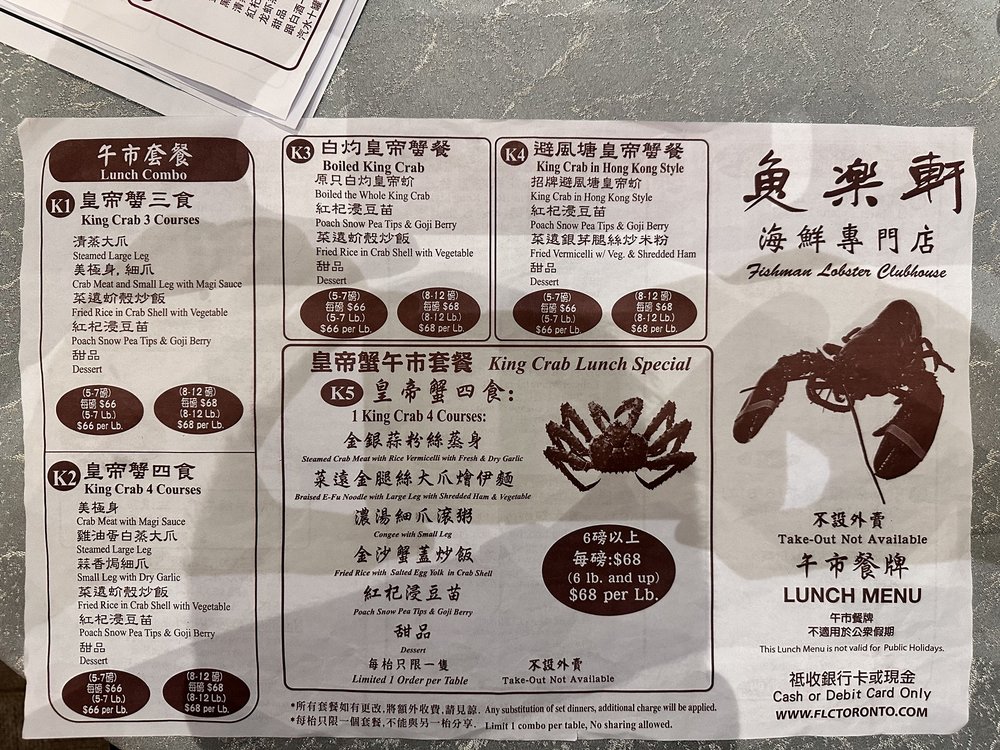 紅杞
龙虾
甜品
跟白酒一
汽水十罐
午市套餐
Lunch Combo
K1 皇帝蟹三食
King Crab 3 Courses
清蒸大爪
Steamed Large Leg
美極身, 細爪
Crab Meat and Small Leg with Magi Sauce
菜遠蚧殼炒飯
Fried Rice in Crab Shell with Vegetable
紅杞浸豆苗
Poach Snow Pea Tips & Goji Berry
甜品
Dessert
(5-7磅)
每磅 $66
(5-7 Lb.)
$66 per Lb.
(8-12 磅)
每磅 $68
(8-12 Lb.)
$68 per Lb.
K2 皇帝蟹四食
King Crab 4 Courses
美極身
Crab Meat with Magi Sauce
雞油蛋白蒸大爪
Steamed Large Leg
蒜香焗細爪
Small Leg with Dry Garlic
菜遠蚧殼炒飯
Fried Rice in Crab Shell with Vegetable
紅杞浸豆苗
Poach Snow Pea Tips & Goji Berry
甜品
Dessert
(5-7磅)
每磅 $66
(5-7 Lb.)
$66 per Lb.
(8-12 磅)
每磅 $68
(8-12 Lb.)
$68 per Lb.
K3 白灼皇帝蟹餐
Boiled King Crab
原只白灼皇帝蚧
Boiled the Whole King Crab
紅杞浸豆苗
Poach Snow Pea Tips & Goji Berry
菜遠蚧殼炒飯
Fried Rice in Crab Shell with Vegetable
甜品
Dessert
(5-7磅)
每磅 $66
(5-7 Lb.)
$66 per Lb.
(8-12 磅)
每磅 $68
(8-12 Lb.)
$68 per Lb.
K4 避風塘皇帝蟹餐
King Crab in Hong Kong Style
招牌避風塘皇帝蚧
King Crab in Hong Kong Style
紅杞浸豆苗
Poach Snow Pea Tips & Goji Berry
菜遠銀芽腿絲炒米粉
Fried Vermicelli w/ Veg. & Shredded Ham
甜品
Dessert
(5-7磅)
每磅 $66
(5-7 Lb.)
$66 per Lb.
(8-12 磅)
每磅 $68
(8-12 Lb.)
$68 per Lb.
皇帝蟹午市套餐 King Crab Lunch Special
K5 皇帝蟹四食:
1 King Crab 4 Courses:
金銀蒜粉絲蒸身
Steamed Crab Meat with Rice Vermicelli with Fresh & Dry Garlic
菜遠金腿絲大爪燴伊麵
Braised E-Fu Noodle with Large Leg with Shredded Ham & Vegetable
濃湯細爪滾粥
Congee with Small Leg
金沙蟹蓋炒飯
Fried Rice with Salted Egg Yolk in Crab Shell
紅杞浸豆苗
Poach Snow Pea Tips & Goji Berry
甜品
Dessert
每枱只限一隻
Limited 1 Order per Table
6磅以上
每磅:$68
(6 lb. and up)
$68 per Lb.
不設外賣
Take-Out Not Available
*所有套餐如有更改,將額外收費,請見諒. Any substitution of set dinners, additional charge will be applied.
*每枱只限一個套餐,不能與另一枱分享. Limit 1 combo per table, No sharing allowed.
魚樂軒
海鮮專門店
Fishman Lobster Clubhouse
不設外賣
Take-Out Not Available
午市餐牌
LUNCH MENU
午市餐牌
不適用於公眾假期
This Lunch Menu is not valid for Public Holidays.
祗收銀行卡或現金
Cash or Debit Card Only
WWW.FLCTORONTO.COM